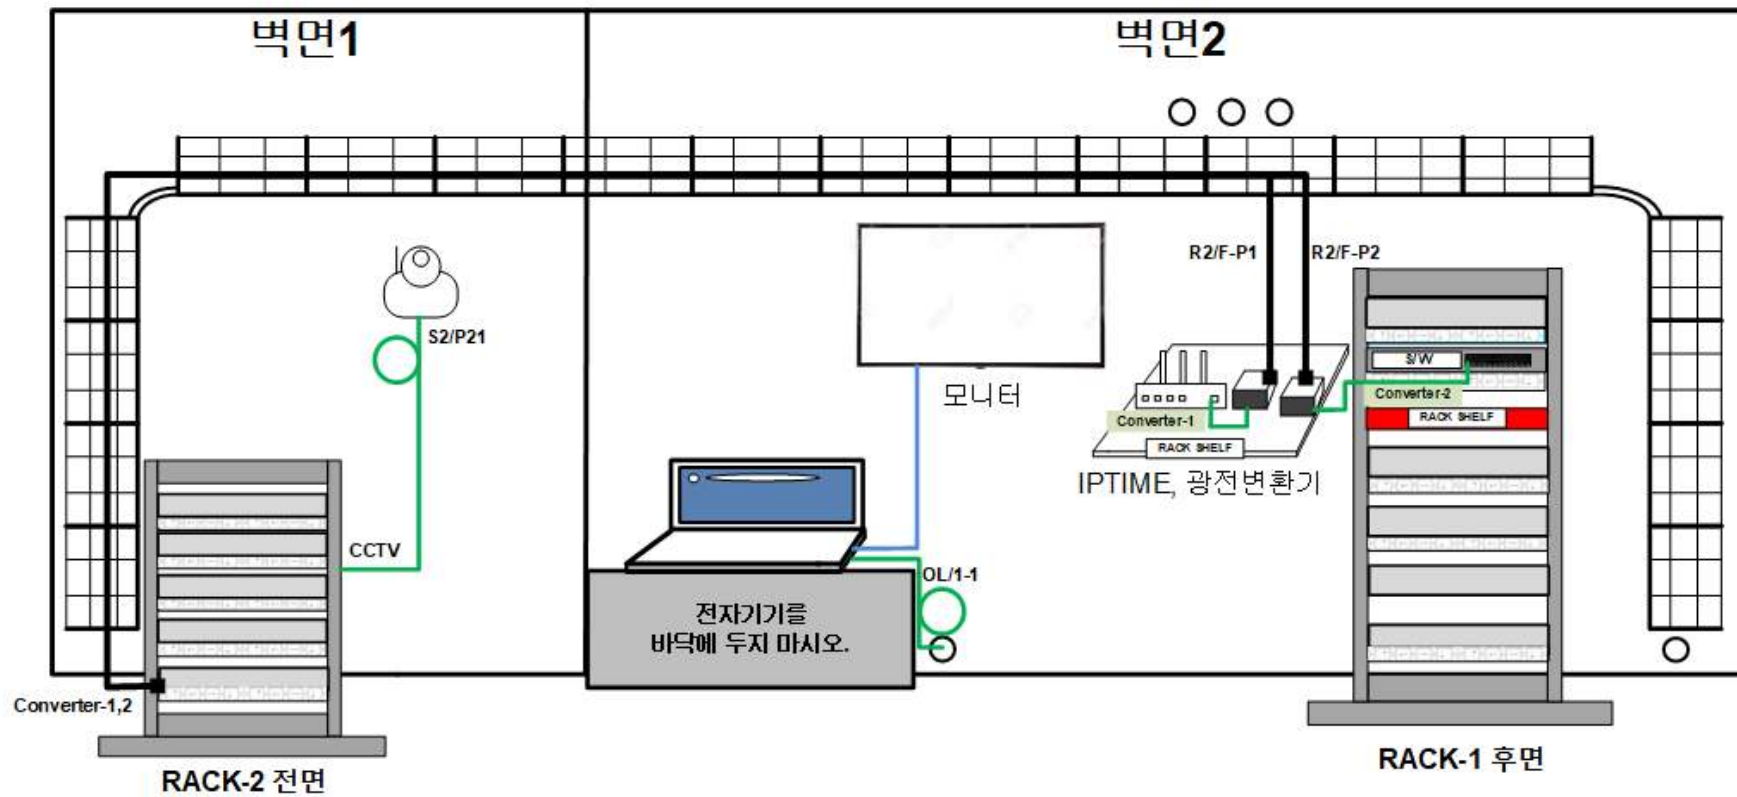 벽면1
벽면2
R2/F-P1
R2/F-P2
S2/P21
S/W
모니터
Converter-2
Converter-1
RACK SHELF
RACK SHELF
IPTIME, 광전변환기
CCTV
OL/1-1
전자기기를
바닥에 두지 마시오.
Converter-1,2
RACK-2 전면
RACK-1 후면